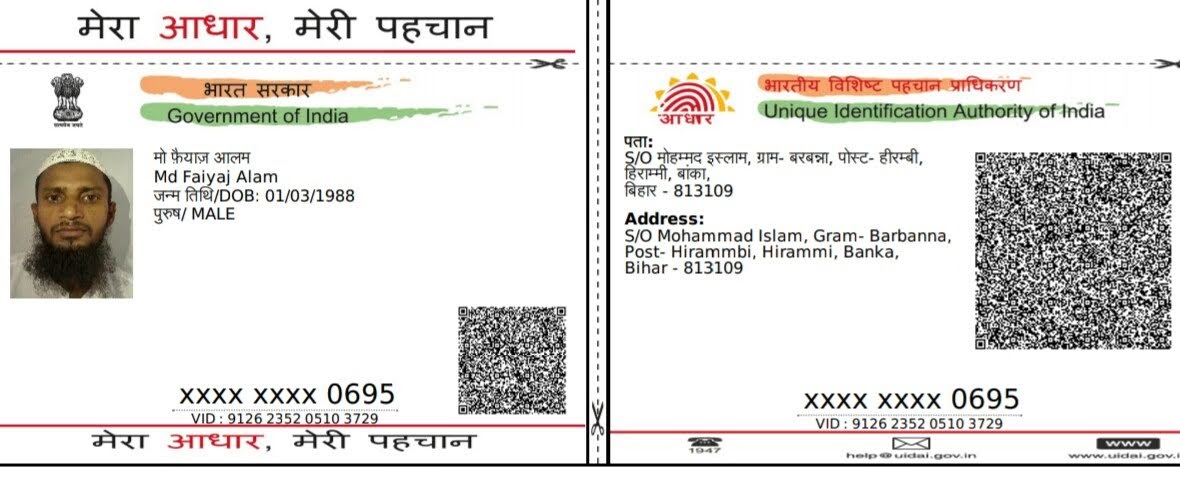 मेरा आधार, मेरी पहचान
सत्यमेव जयते
भारत सरकार
Government of India
मो फ़ैयाज़ आलम
Md Faiyaj Alam
जन्म तिथि/DOB: 01/03/1988
पुरुष/ MALE
xxxx xxxx 0695
VID : 9126 2352 0510 3729
मेरा आधार, मेरी पहचान
आधार
भारतीय विशिष्ट पहचान प्राधिकरण
Unique Identification Authority of India
पता:
S/O मोहम्मद इस्लाम, ग्राम- बरबन्ना, पोस्ट- हीरम्बी,
हिराम्मी, बांका,
बिहार - 813109
Address:
S/O Mohammad Islam, Gram- Barbanna,
Post- Hirammbi, Hirammi, Banka,
Bihar - 813109
xxxx xxxx 0695
VID : 9126 2352 0510 3729
1947
help@uidai.gov.in
www
www.uidai.gov.i